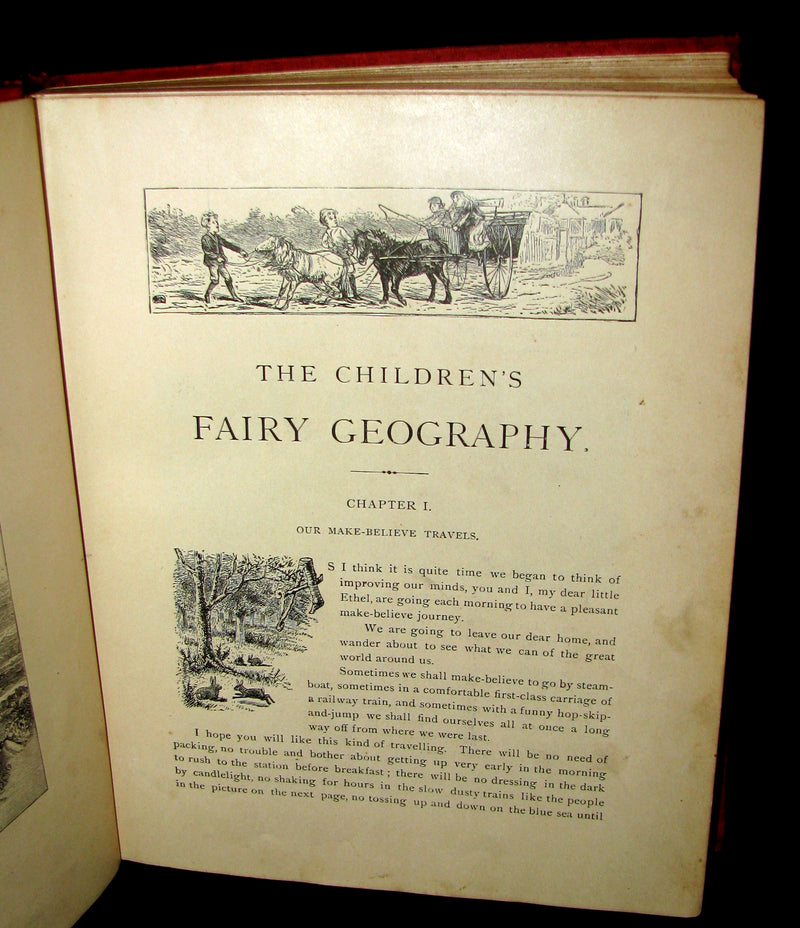 THE CHILDREN'S
FAIRY GEOGRAPHY.
CHAPTER I.
OUR MAKE-BELIEVE TRAVELS.
AS I think it is quite time we began to think of
improving our minds, you and I, my dear little
Ethel, are going each morning to have a pleasant
make-believe journey.
We are going to leave our dear home, and
wander about to see what we can of the great
world around us.
Sometimes we shall make-believe to go by steam-
boat, sometimes in a comfortable first-class carriage of
a railway train, and sometimes with a funny hop-skip-
and-jump we shall find ourselves all at once a long
way off from where we were last.
I hope you will like this kind of travelling. There will be no need of
packing, no trouble and bother about getting up very early in the morning
to rush to the station before breakfast; there will be no dressing in the dark
by candlelight, no shaking for hours in the slow dusty trains like the people
in the picture on the next page, no tossing up and down on the blue sea until